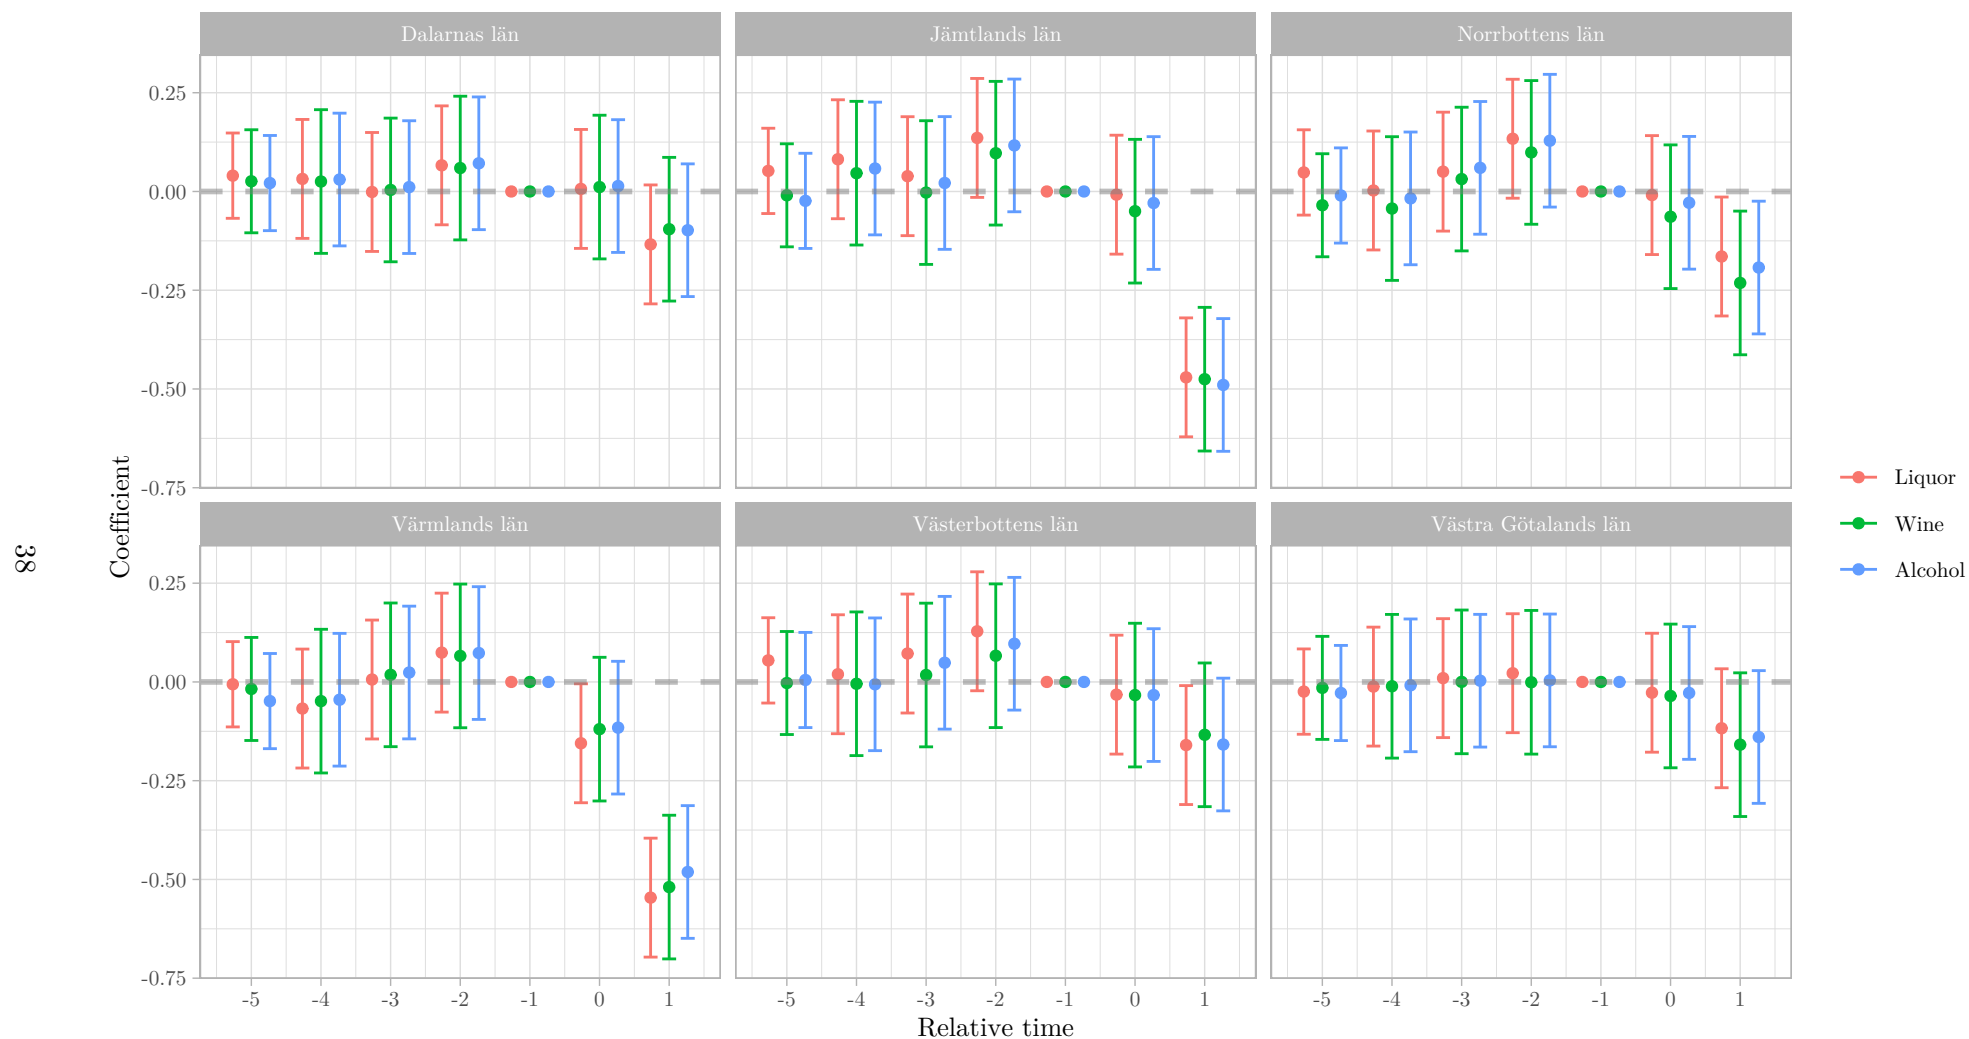 Dalarnas län
Jämtlands län
Norrbottens län
0.25
0.00
-0.25
-0.50
-0.75
Värmlands län
Västerbottens län
Västra Götalands län
0.25
0.00
-0.25
-0.50
-0.75
-5 -4 -3 -2 -1 0 1
-5 -4 -3 -2 -1 0 1
-5 -4 -3 -2 -1 0 1
Relative time
Coefficient
Liquor
Wine
Alcohol
38